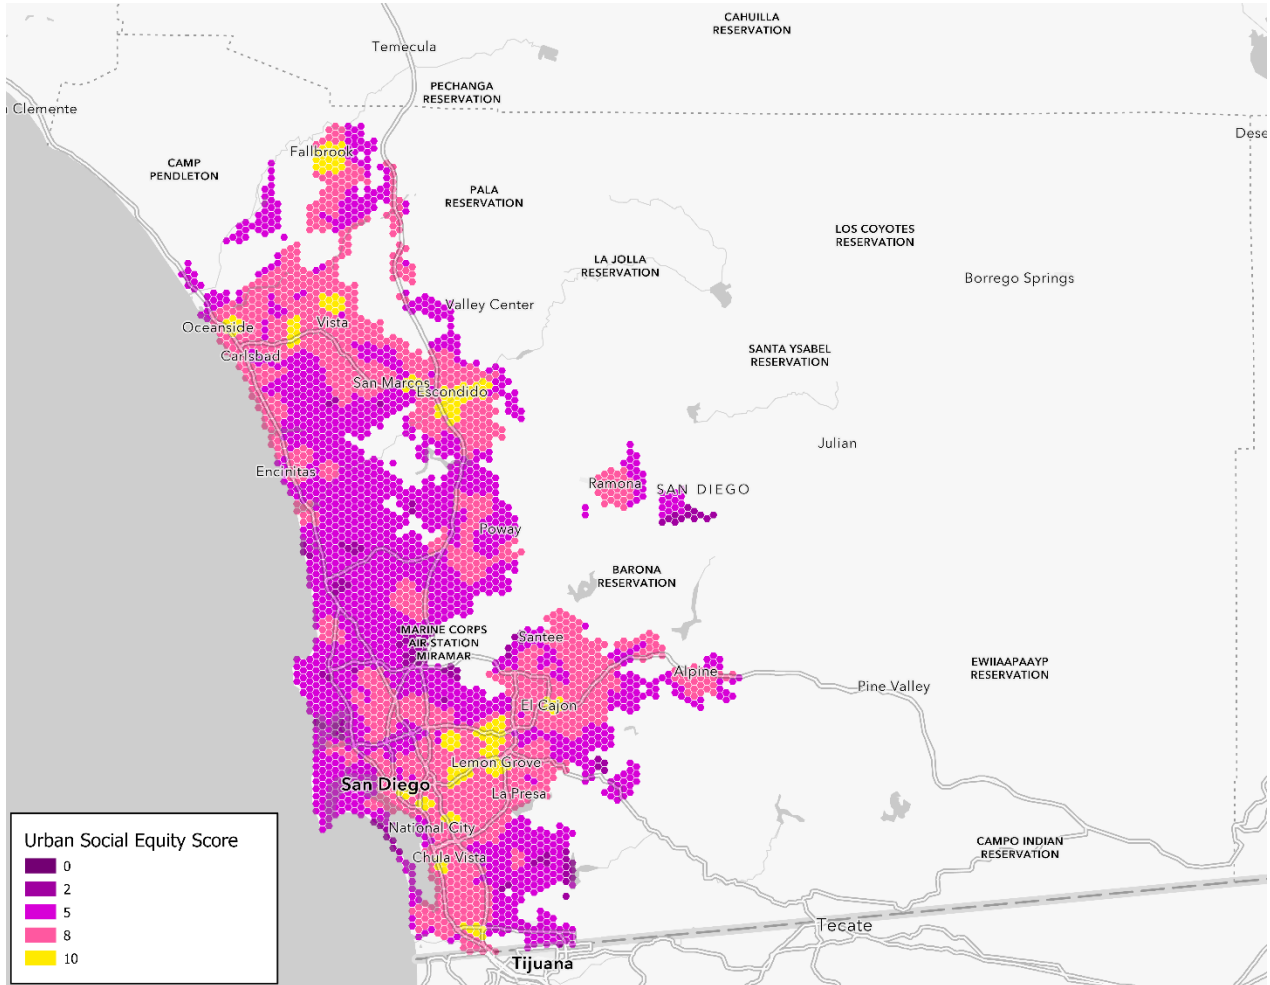 CAHUILLA
RESERVATION
Temecula
PECHANGA
RESERVATION
Clemente
Dese
Fallbrook
CAMP
PENDLETON
PALA
RESERVATION
LOS COYOTES
RESERVATION
LA JOLLA
RESERVATION
Borrego Springs
Valley Center
Oceanside
Vista
Carlsbad
SANTA YSABEL
RESERVATION
San Marcos
Escondido
Julian
Encinitas
Ramona
SAN DIEGO
Poway
BARONA
RESERVATION
MARINE CORPS
AIR STATION
MIRAMAR
Santee
Alpine
EWIIAAPAAYP
RESERVATION
Pine Valley
El Cajon
Lemon Grove
San Diego
La Presa
National City
Chula Vista
CAMPO INDIAN
RESERVATION
Tecate
Tijuana
Urban Social Equity Score
0
2
5
8
10